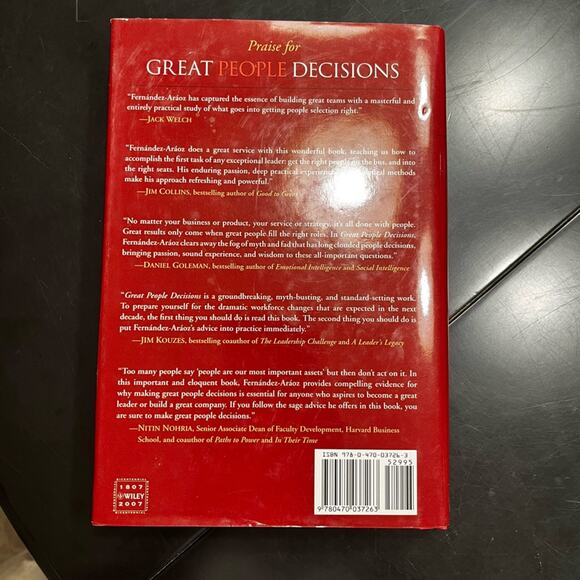 Praise for
GREAT PEOPLE DECISIONS
"Fernández-Aráoz has captured the essence of building great teams with a masterful and
entirely practical study of what goes into getting people selection right."
—JACK WELCH
"Fernández-Aráoz does a great service with this wonderful book, teaching us how to
accomplish the first task of any exceptional leader: get the right people on the bus, and into
the right seats. His enduring passion, deep practical experience, methods
make his approach refreshing and powerful."
—JIM COLLINS, bestselling author of Good to Great
"No matter your business or product, your service or strategy, it's all done with people.
Great results only come when great people fill the right roles. In Great People Decisions,
Fernández-Aráoz clears away the fog of myth and fad that has long clouded people decisions,
bringing passion, sound experience, and wisdom to these all-important questions."
—DANIEL GOLEMAN, bestselling author of Emotional Intelligence and Social Intelligence
"Great People Decisions is a groundbreaking, myth-busting, and standard-setting work.
To prepare yourself for the dramatic workforce changes that are expected in the next
decade, the first thing you should do is read this book. The second thing you should do is
put Fernández-Aráoz's advice into practice immediately."
—JIM KOUZES, bestselling coauthor of The Leadership Challenge and A Leader's Legacy
"Too many people say 'people are our most important assets' but then don't act on it. In
this important and eloquent book, Fernández-Aráoz provides compelling evidence for
why making great people decisions is essential for anyone who aspires to become a great
leader or build a great company. If you follow the sage advice he offers in this book, you
are sure to make great people decisions."
—NITIN NOHRIA, Senior Associate Dean of Faculty Development, Harvard Business
School, and coauthor of Paths to Power and In Their Time
ISBN 978-0-470-03726-3
52995
9 780470 037263
BICENTENNIAL
1807
WILEY
2007
BICENTENNIAL